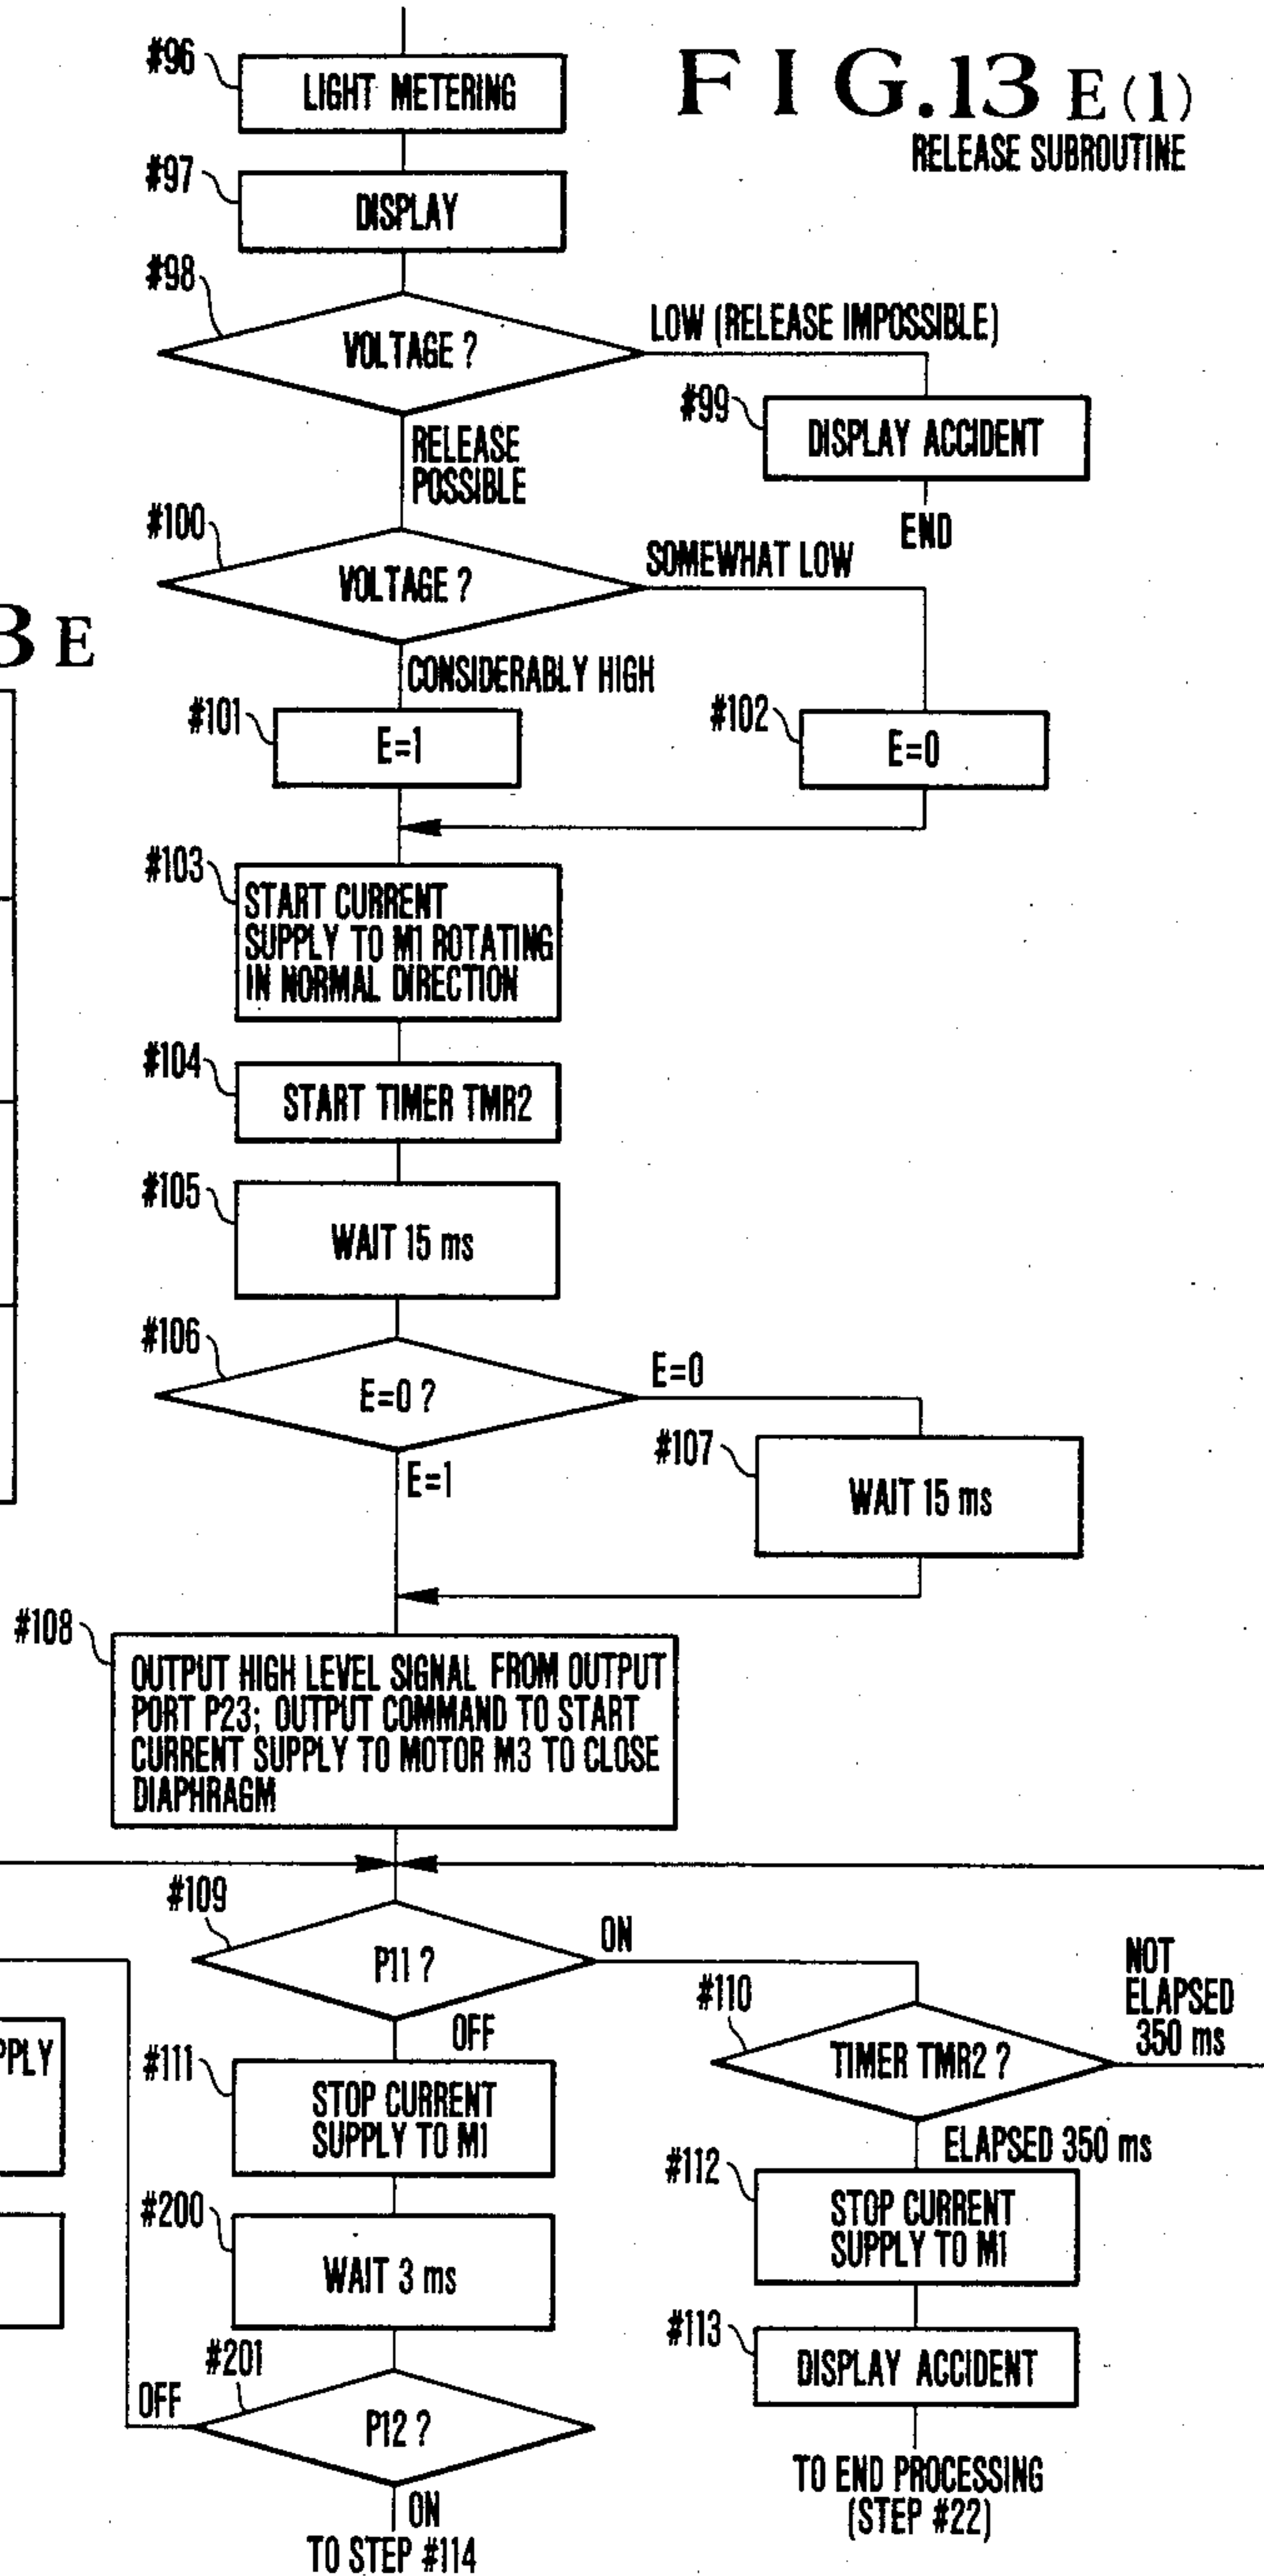 FIG.13 E(1)
RELEASE SUBROUTINE
#96
LIGHT METERING
#97
DISPLAY
#98
VOLTAGE ?
LOW (RELEASE IMPOSSIBLE)
#99
DISPLAY ACCIDENT
END
RELEASE
POSSIBLE
#100
VOLTAGE ?
SOMEWHAT LOW
3 E
CONSIDERABLY HIGH
#101
E=1
#102
E=0
#103
START CURRENT
SUPPLY TO M1 ROTATING
IN NORMAL DIRECTION
#104
START TIMER TMR2
#105
WAIT 15 ms
#106
E=0 ?
E=0
#107
WAIT 15 ms
E=1
#108
OUTPUT HIGH LEVEL SIGNAL FROM OUTPUT
PORT P23; OUTPUT COMMAND TO START
CURRENT SUPPLY TO MOTOR M3 TO CLOSE
DIAPHRAGM
#109
P11 ?
ON
#110
TIMER TMR2 ?
NOT
ELAPSED
350 ms
OFF
PPLY
#111
STOP CURRENT
SUPPLY TO M1
ELAPSED 350 ms
#112
STOP CURRENT
SUPPLY TO M1
#200
WAIT 3 ms
#113
DISPLAY ACCIDENT
#201
OFF
P12 ?
TO END PROCESSING
(STEP #22)
ON
TO STEP #114